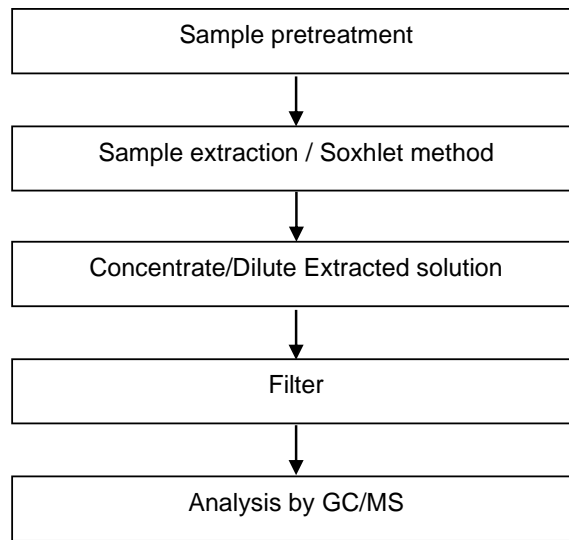 Sample pretreatment
Sample extraction / Soxhlet method
Concentrate/Dilute Extracted solution
Filter
Analysis by GC/MS